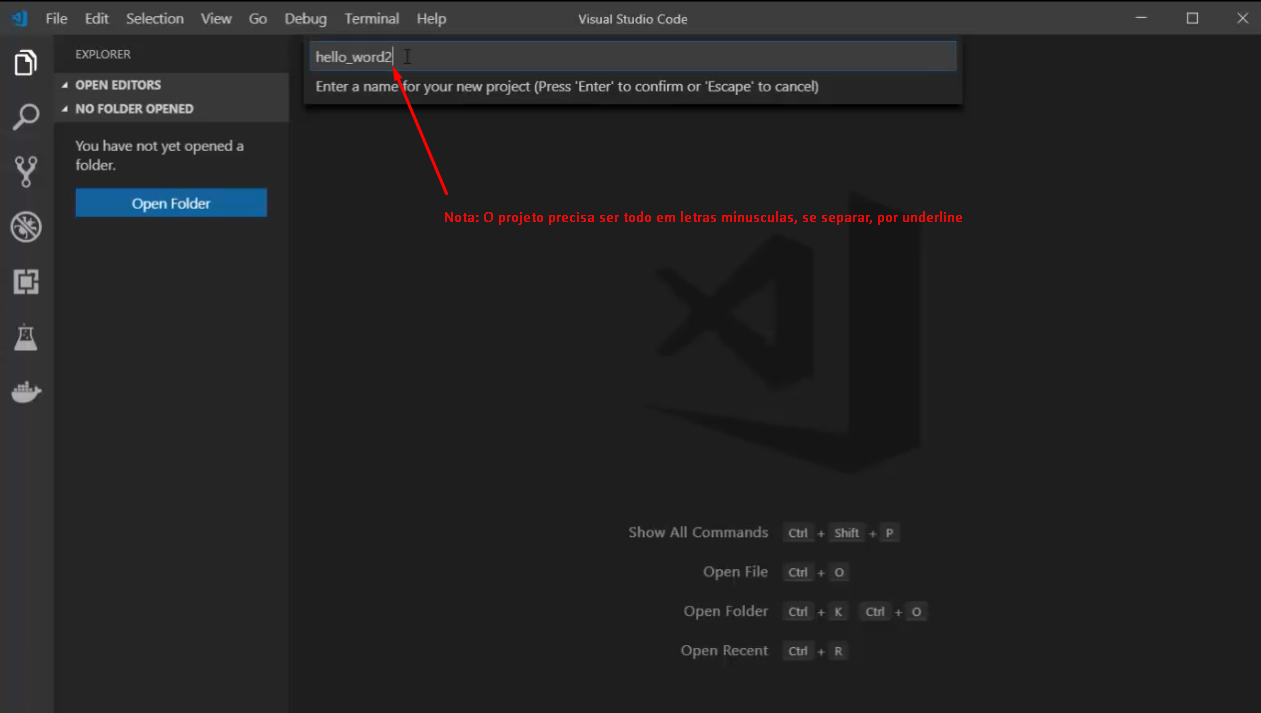 File Edit Selection View Go Debug Terminal Help
Visual Studio Code
EXPLORER
OPEN EDITORS
NO FOLDER OPENED
You have not yet opened a
folder.
Open Folder
hello_word2
Enter a name for your new project (Press 'Enter' to confirm or 'Escape' to cancel)
Nota: O projeto precisa ser todo em letras minusculas, se separar, por underline
Show All Commands Ctrl + Shift + P
Open File Ctrl + O
Open Folder Ctrl + K Ctrl + O
Open Recent Ctrl + R